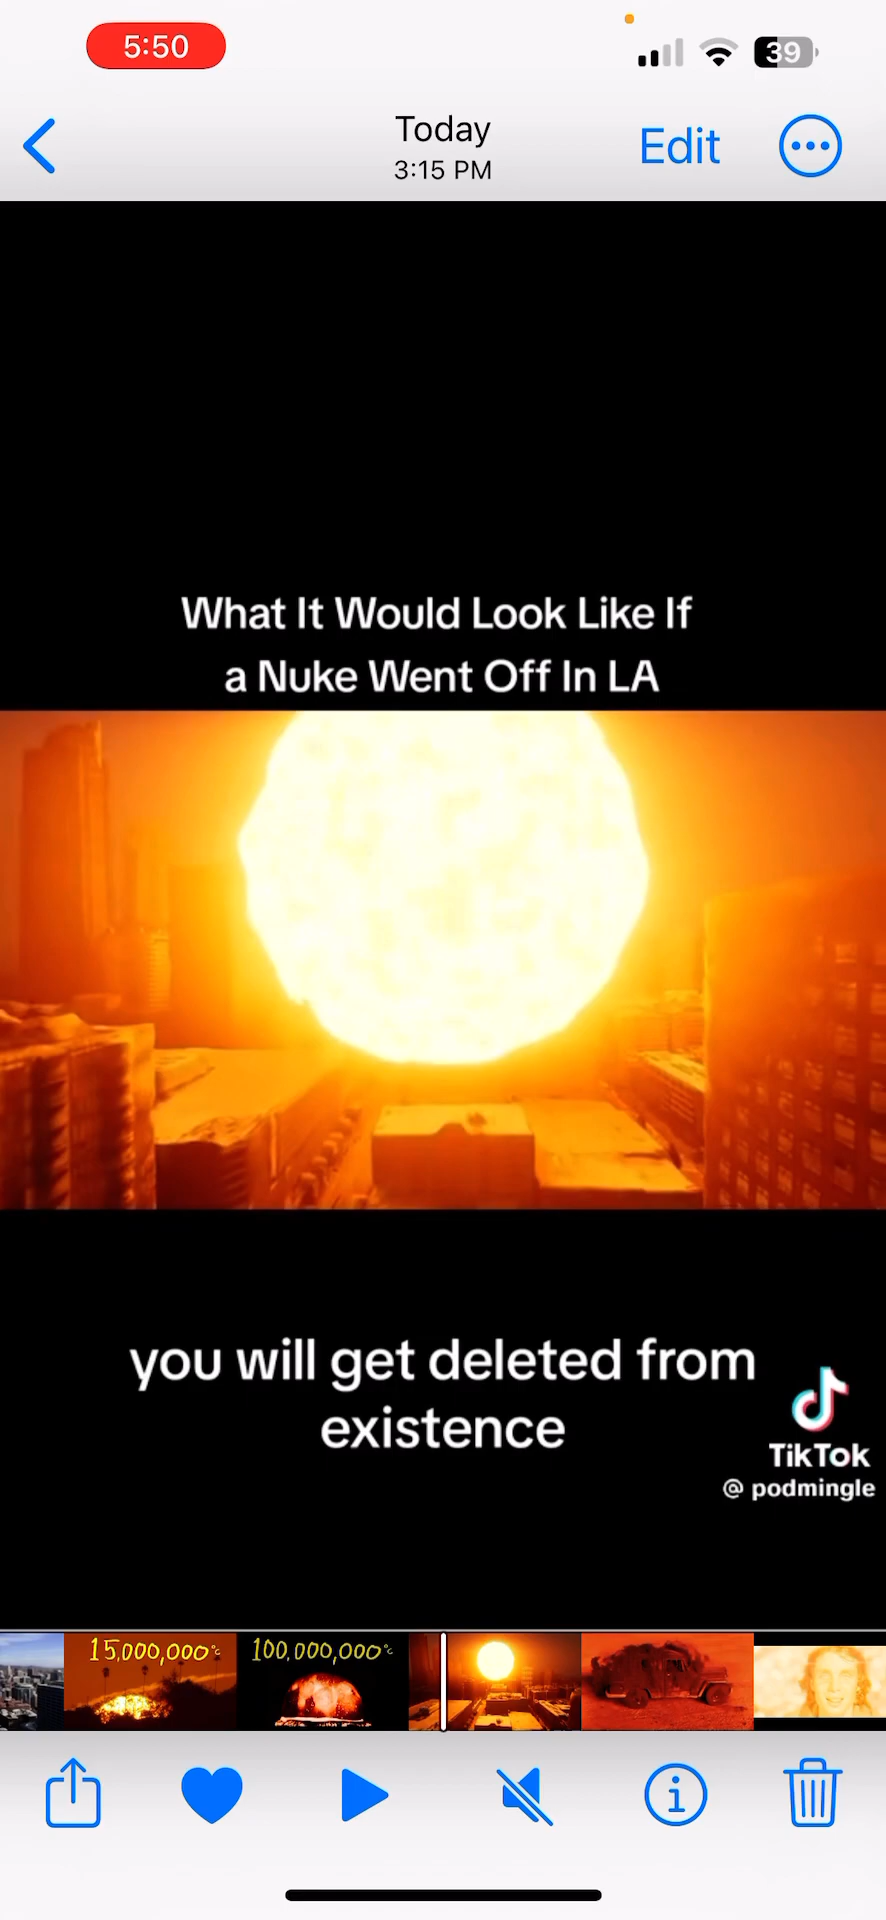 5:50
39
Today
3:15 PM
Edit
What It Would Look Like If
a Nuke Went Off In LA
you will get deleted from
existence
TikTok
@ podmingle
15,000,000°C
100,000,000°C